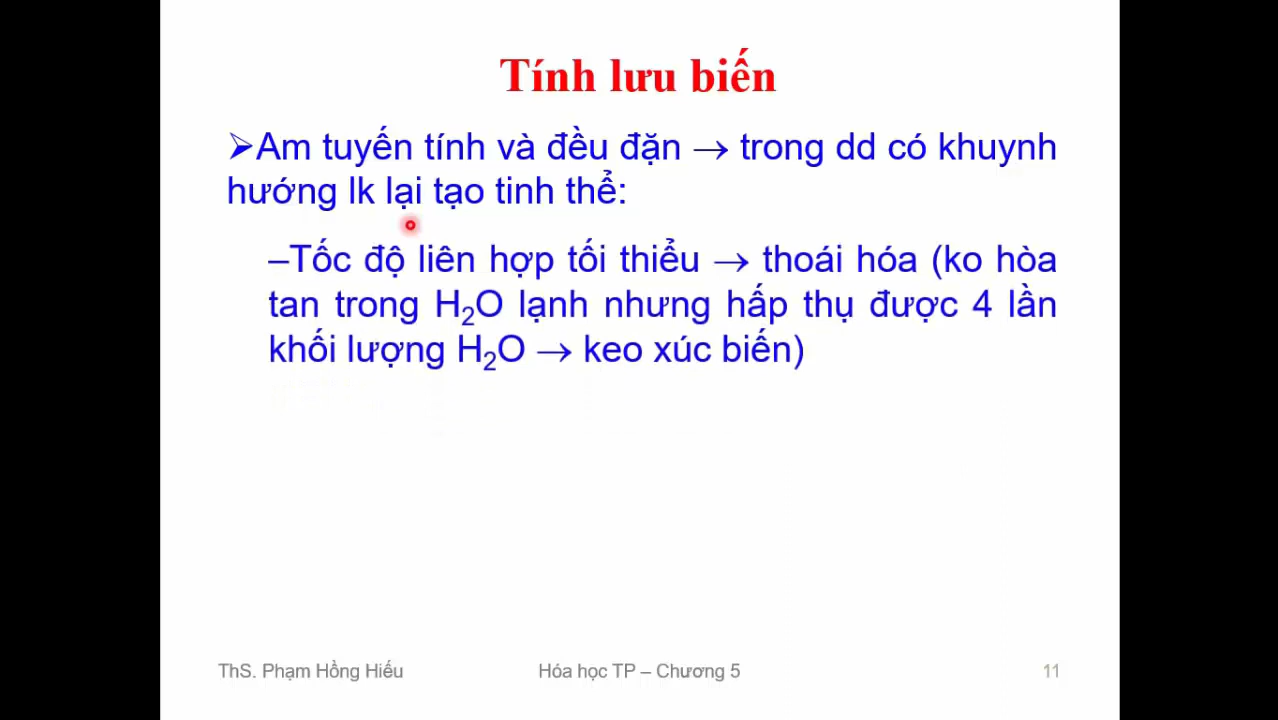 Tính lưu biến
➢Am tuyến tính và đều đặn → trong dd có khuynh
hướng lk lại tạo tinh thể:
–Tốc độ liên hợp tối thiểu → thoái hóa (ko hòa
tan trong H₂O lạnh nhưng hấp thụ được 4 lần
khối lượng H₂O → keo xúc biến)
ThS. Phạm Hồng Hiếu
Hóa học TP – Chương 5
11